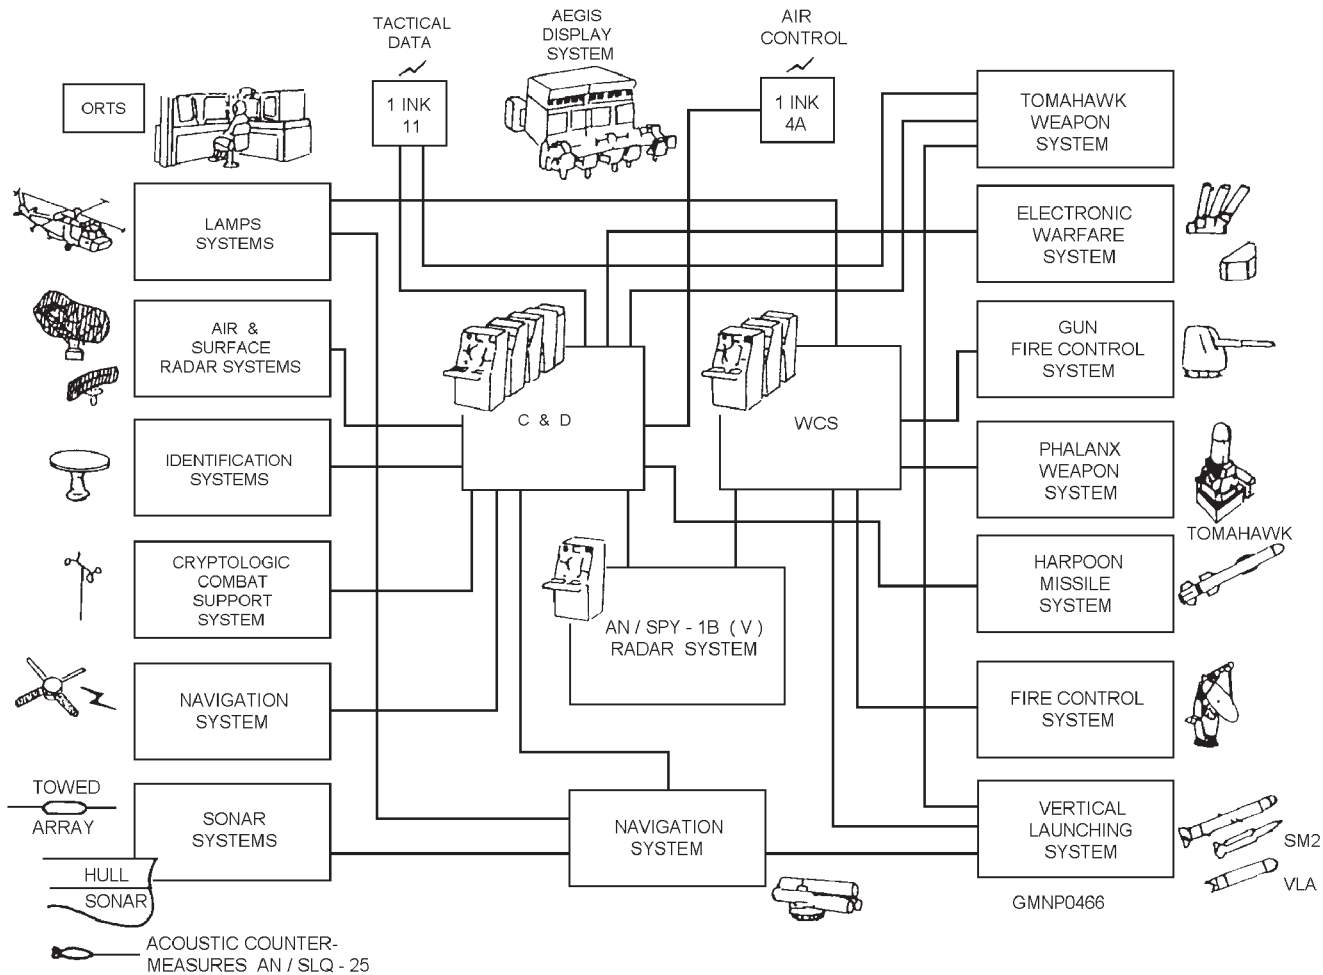 TACTICAL
DATA
AEGIS
DISPLAY
SYSTEM
AIR
CONTROL
ORTS
1 INK
11
1 INK
4A
TOMAHAWK
WEAPON
SYSTEM
LAMPS
SYSTEMS
ELECTRONIC
WARFARE
SYSTEM
AIR &
SURFACE
RADAR SYSTEMS
GUN
FIRE CONTROL
SYSTEM
C & D
WCS
IDENTIFICATION
SYSTEMS
PHALANX
WEAPON
SYSTEM
TOMAHAWK
CRYPTOLOGIC
COMBAT
SUPPORT
SYSTEM
HARPOON
MISSILE
SYSTEM
AN / SPY - 1B ( V )
RADAR SYSTEM
NAVIGATION
SYSTEM
FIRE CONTROL
SYSTEM
TOWED
ARRAY
SONAR
SYSTEMS
NAVIGATION
SYSTEM
VERTICAL
LAUNCHING
SYSTEM
SM2
VLA
HULL
SONAR
GMNP0466
ACOUSTIC COUNTER-
MEASURES AN / SLQ - 25